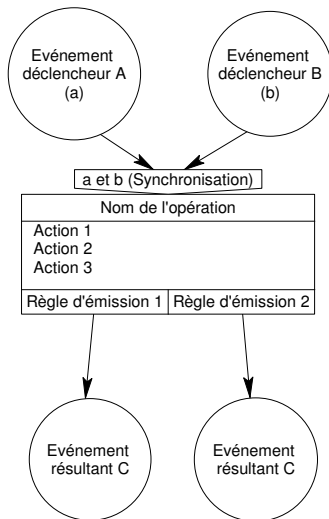 Evénement
déclencheur A
(a)
Evénement
déclencheur B
(b)
a et b (Synchronisation)
Nom de l'opération
Action 1
Action 2
Action 3
Règle d'émission 1
Règle d'émission 2
Evénement
résultant C
Evénement
résultant C